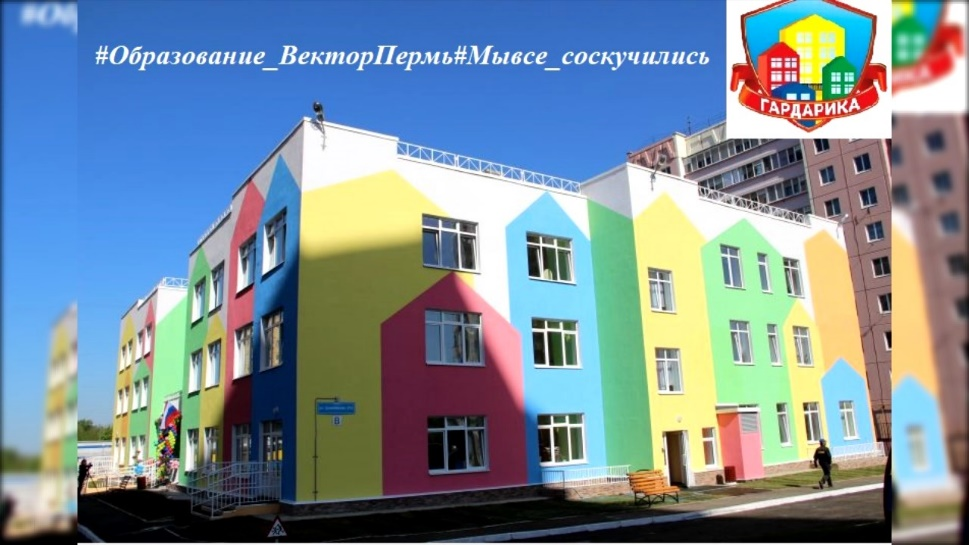 #Образование_ВекторПермь#Мывсе_соскучились
ГАРДАРИКА
В